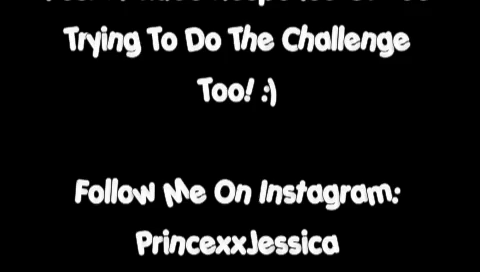 Trying To Do The Challenge
Too! :)
Follow Me On Instagram:
PrincexxJessica